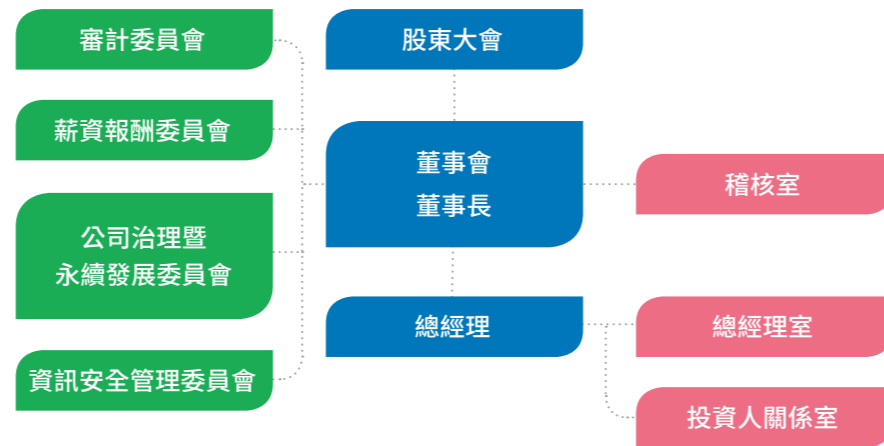 審計委員會
薪資報酬委員會
公司治理暨
永續發展委員會
資訊安全管理委員會
股東大會
董事會
董事長
總經理
稽核室
總經理室
投資人關係室